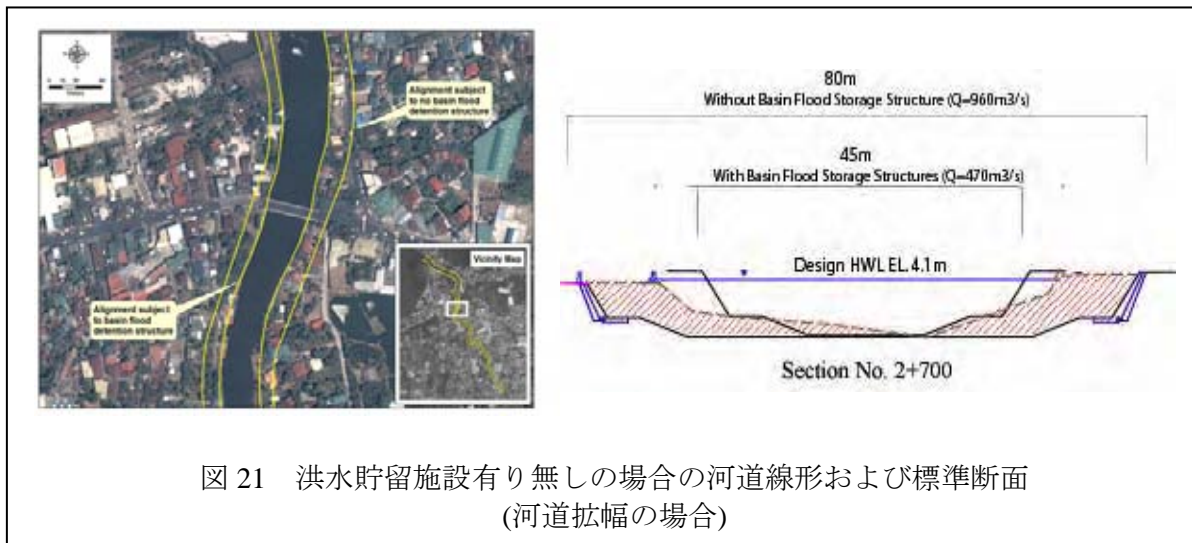 Alignment subject
to no basin flood
detention structure
Alignment subject
to basin flood
detention structure
Vicinity Map
80m
Without Basin Flood Storage Structure (Q=960m3/s)
45m
With Basin Flood Storage Structures (Q=470m3/s)
Design HWL EL. 4.1 m
Section No. 2+700
図 21 洪水貯留施設有り無しの場合の河道線形および標準断面
(河道拡幅の場合)